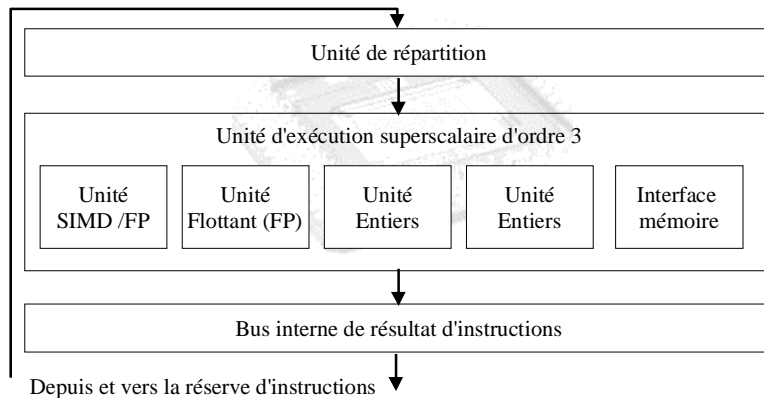 Unité de répartition
Unité d'exécution superscalaire d'ordre 3
Unité
SIMD /FP
Unité
Flottant (FP)
Unité
Entiers
Unité
Entiers
Interface
mémoire
Bus interne de résultat d'instructions
Depuis et vers la réserve d'instructions